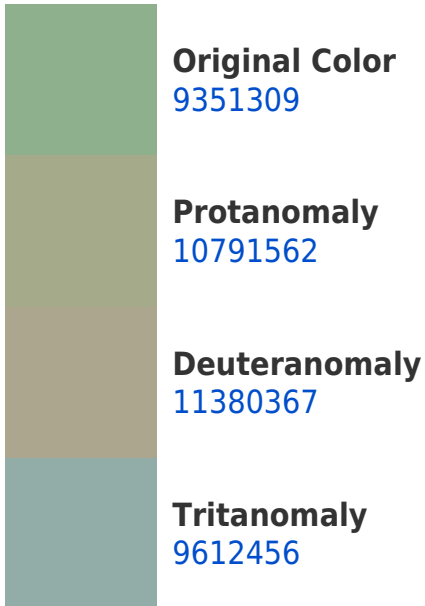 Original Color
9351309
Protanomaly
10791562
Deuteranomaly
11380367
Tritanomaly
9612456